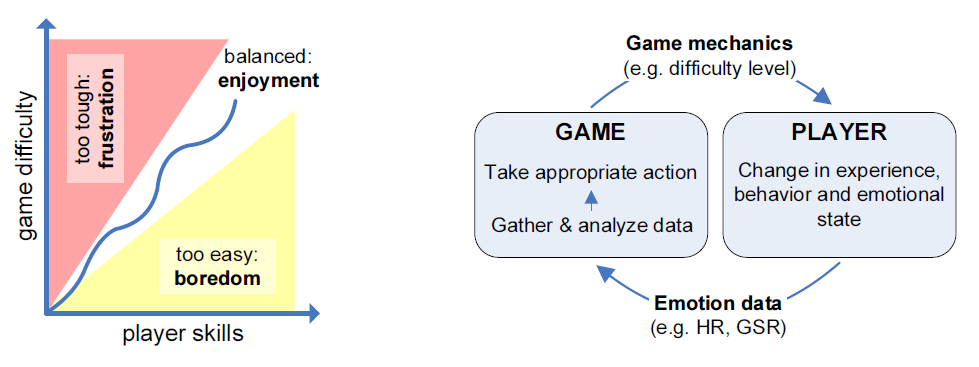 game difficulty
too tough:
frustration
balanced:
enjoyment
too easy:
boredom
player skills
Game mechanics
(e.g. difficulty level)
GAME
Take appropriate action
Gather & analyze data
PLAYER
Change in experience,
behavior and emotional
state
Emotion data
(e.g. HR, GSR)